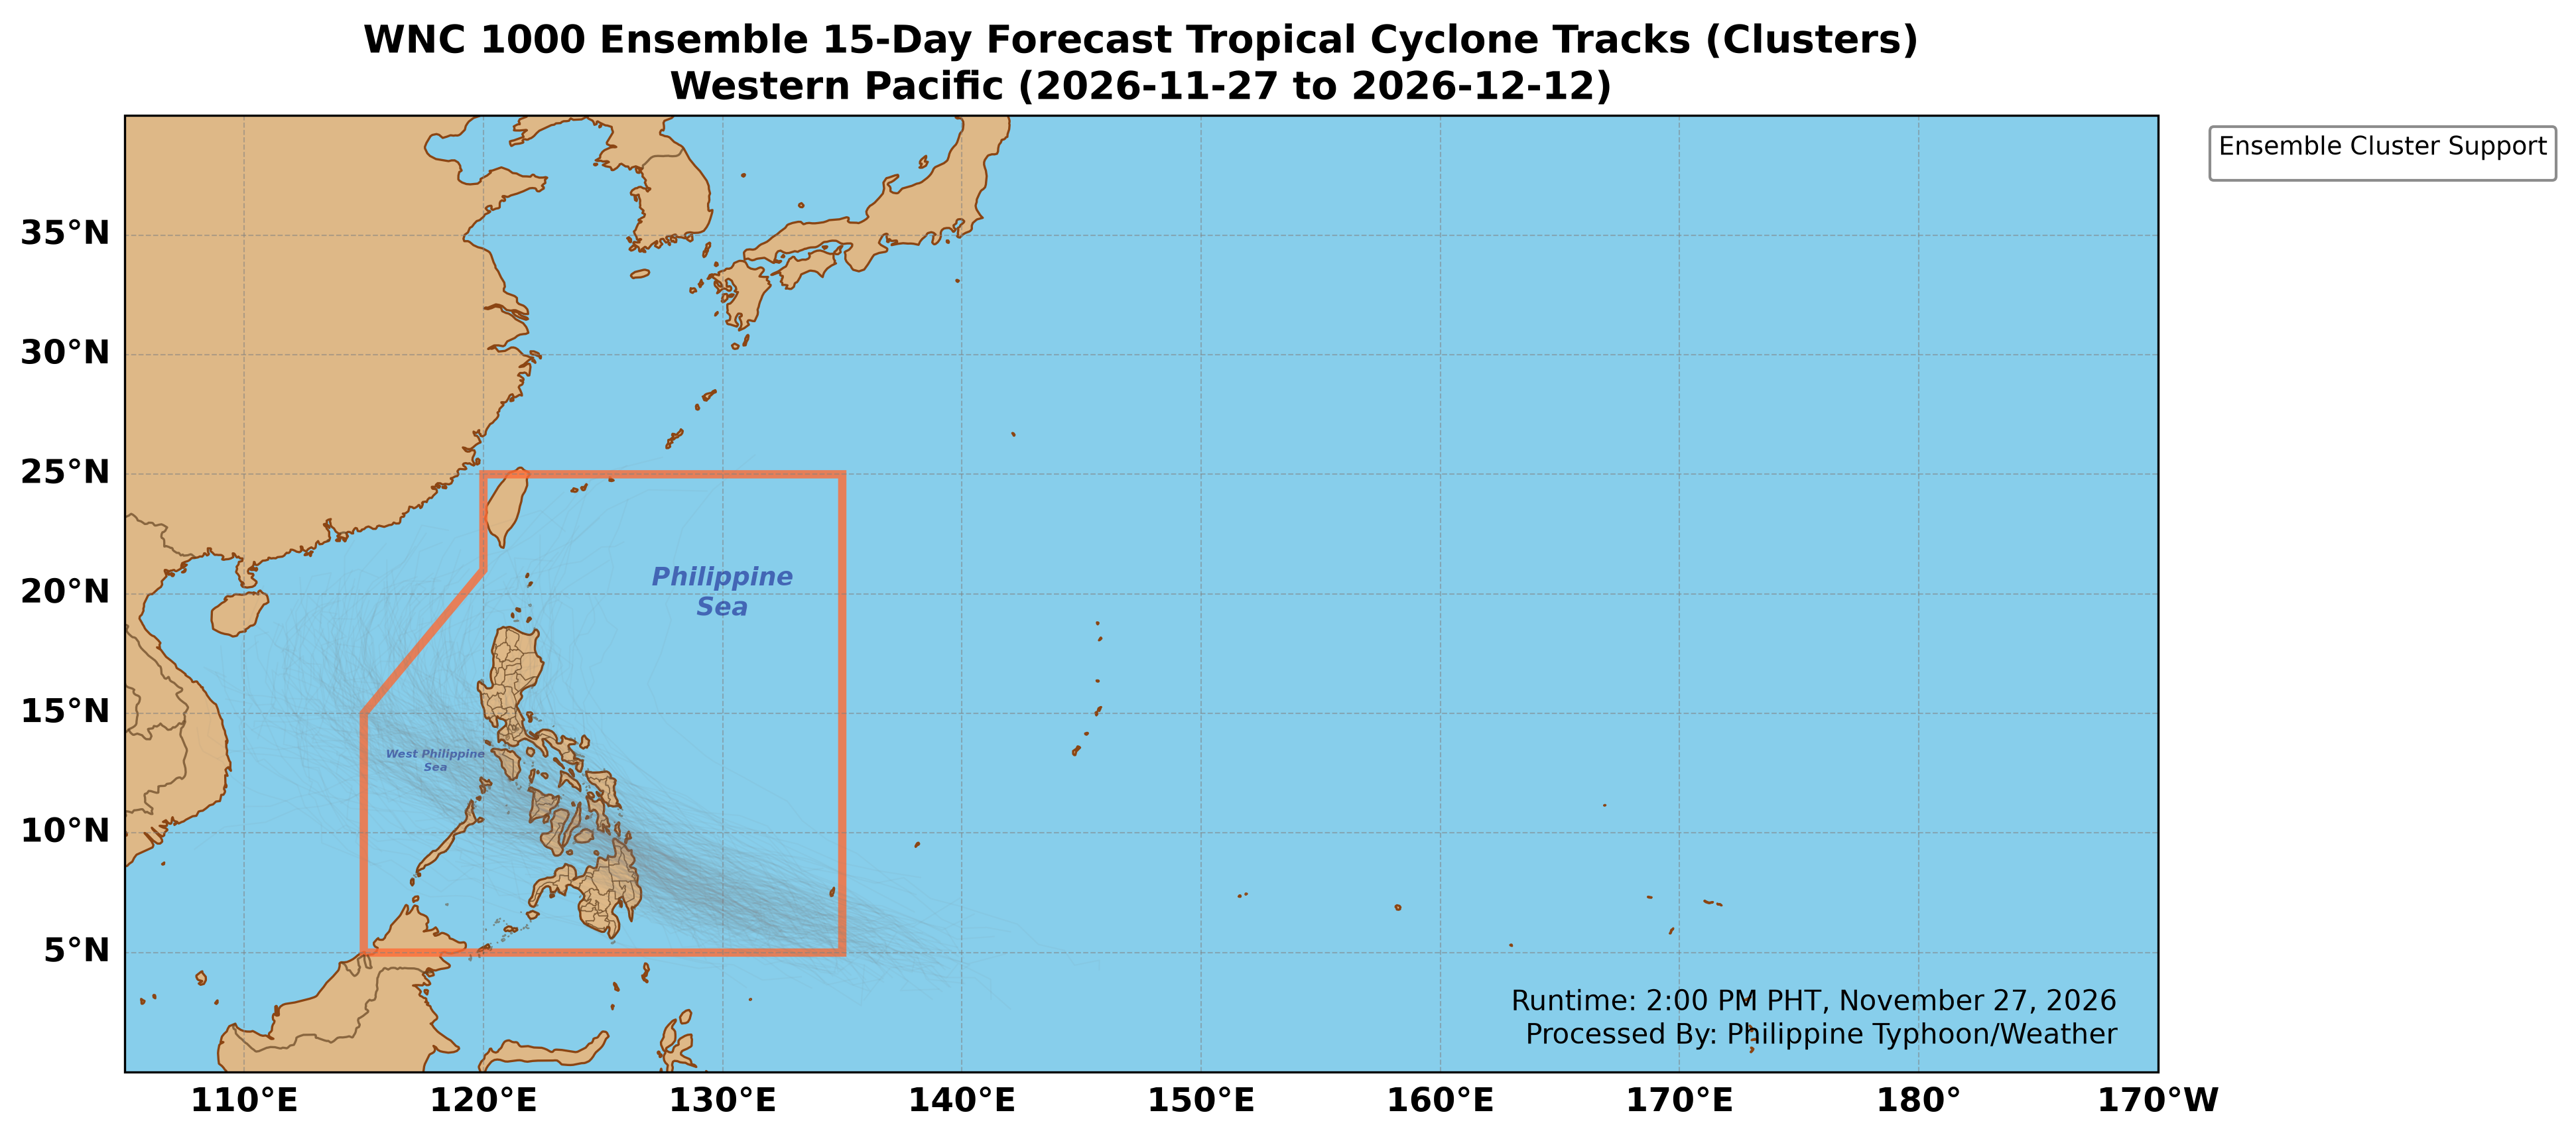 WNC 1000 Ensemble 15-Day Forecast Tropical Cyclone Tracks (Clusters)
Western Pacific (2026-11-27 to 2026-12-12)
Ensemble Cluster Support
35°N
30°N
25°N
20°N
15°N
10°N
5°N
Philippine
Sea
West Philippine
Sea
Runtime: 2:00 PM PHT, November 27, 2026
Processed By: Philippine Typhoon/Weather
110°E
120°E
130°E
140°E
150°E
160°E
170°E
180°
170°W